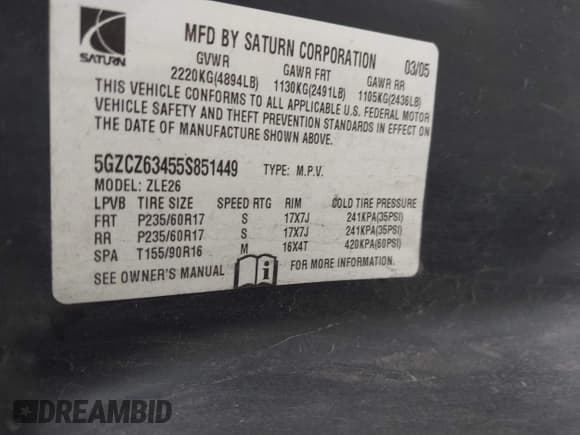 SATURN
MFD BY SATURN CORPORATION 03/05
GVWR GAWR FRT GAWR RR
2220KG(4894LB) 1130KG(2491LB) 1105KG(2436LB)
THIS VEHICLE CONFORMS TO ALL APPLICABLE U.S. FEDERAL MOTOR
VEHICLE SAFETY AND THEFT PREVENTION STANDARDS IN EFFECT ON
THE DATE OF MANUFACTURE SHOWN ABOVE.
5GZCZ63455S851449 TYPE: M.P.V.
MODEL: ZLE26
LPVB TIRE SIZE SPEED RTG RIM COLD TIRE PRESSURE
FRT P235/60R17 S 17X7J 241KPA(35PSI)
RR P235/60R17 S 17X7J 241KPA(35PSI)
SPA T155/90R16 M 16X4T 420KPA(60PSI)
SEE OWNER'S MANUAL i FOR MORE INFORMATION.
DREAMBID